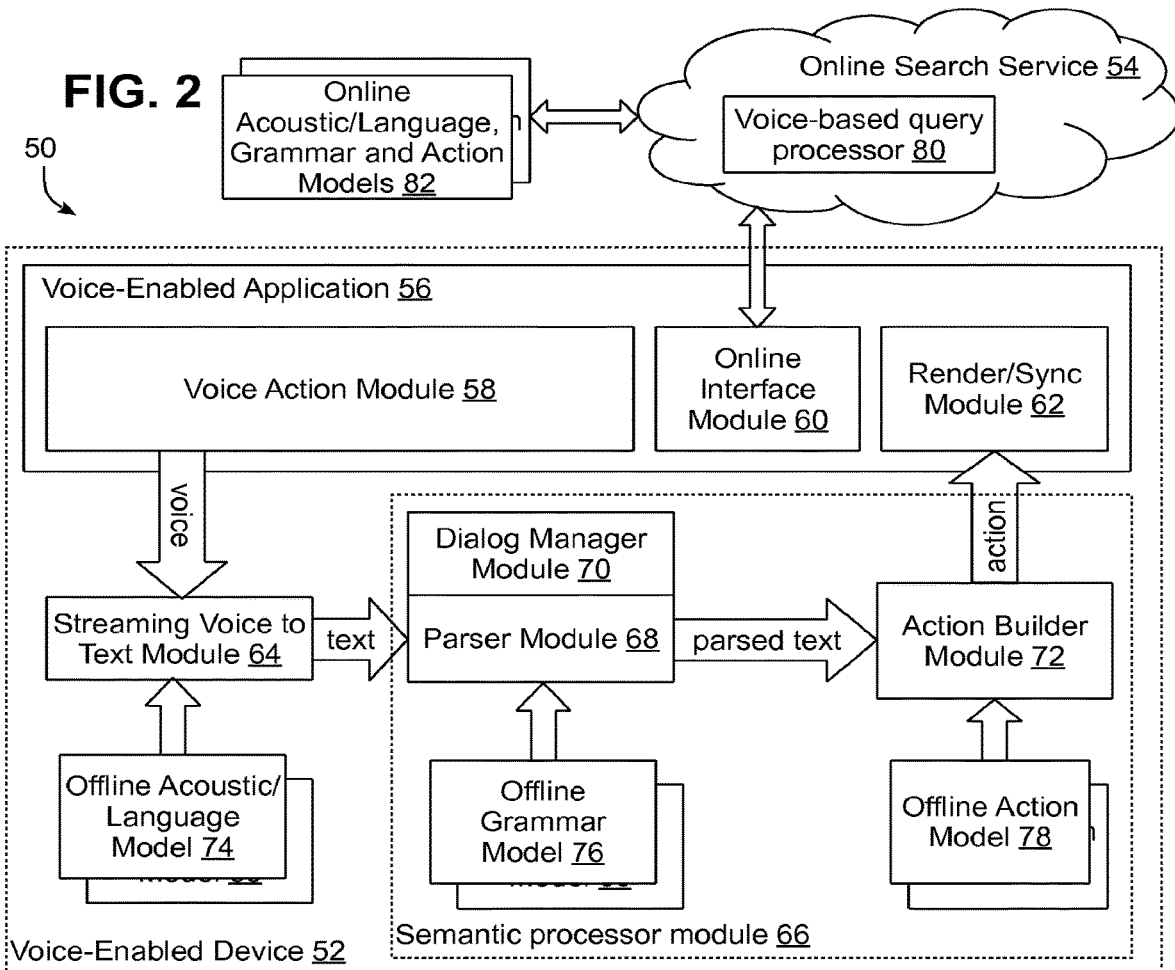 FIG. 2
50
Online
Acoustic/Language,
Grammar and Action
Models 82
Online Search Service 54
Voice-based query
processor 80
Voice-Enabled Application 56
Voice Action Module 58
Online
Interface
Module 60
Render/Sync
Module 62
voice
action
Dialog Manager
Module 70
Streaming Voice to
Text Module 64
text
Parser Module 68
parsed text
Action Builder
Module 72
Offline Acoustic/
Language
Model 74
Offline
Grammar
Model 76
Offline Action
Model 78
Voice-Enabled Device 52
Semantic processor module 66